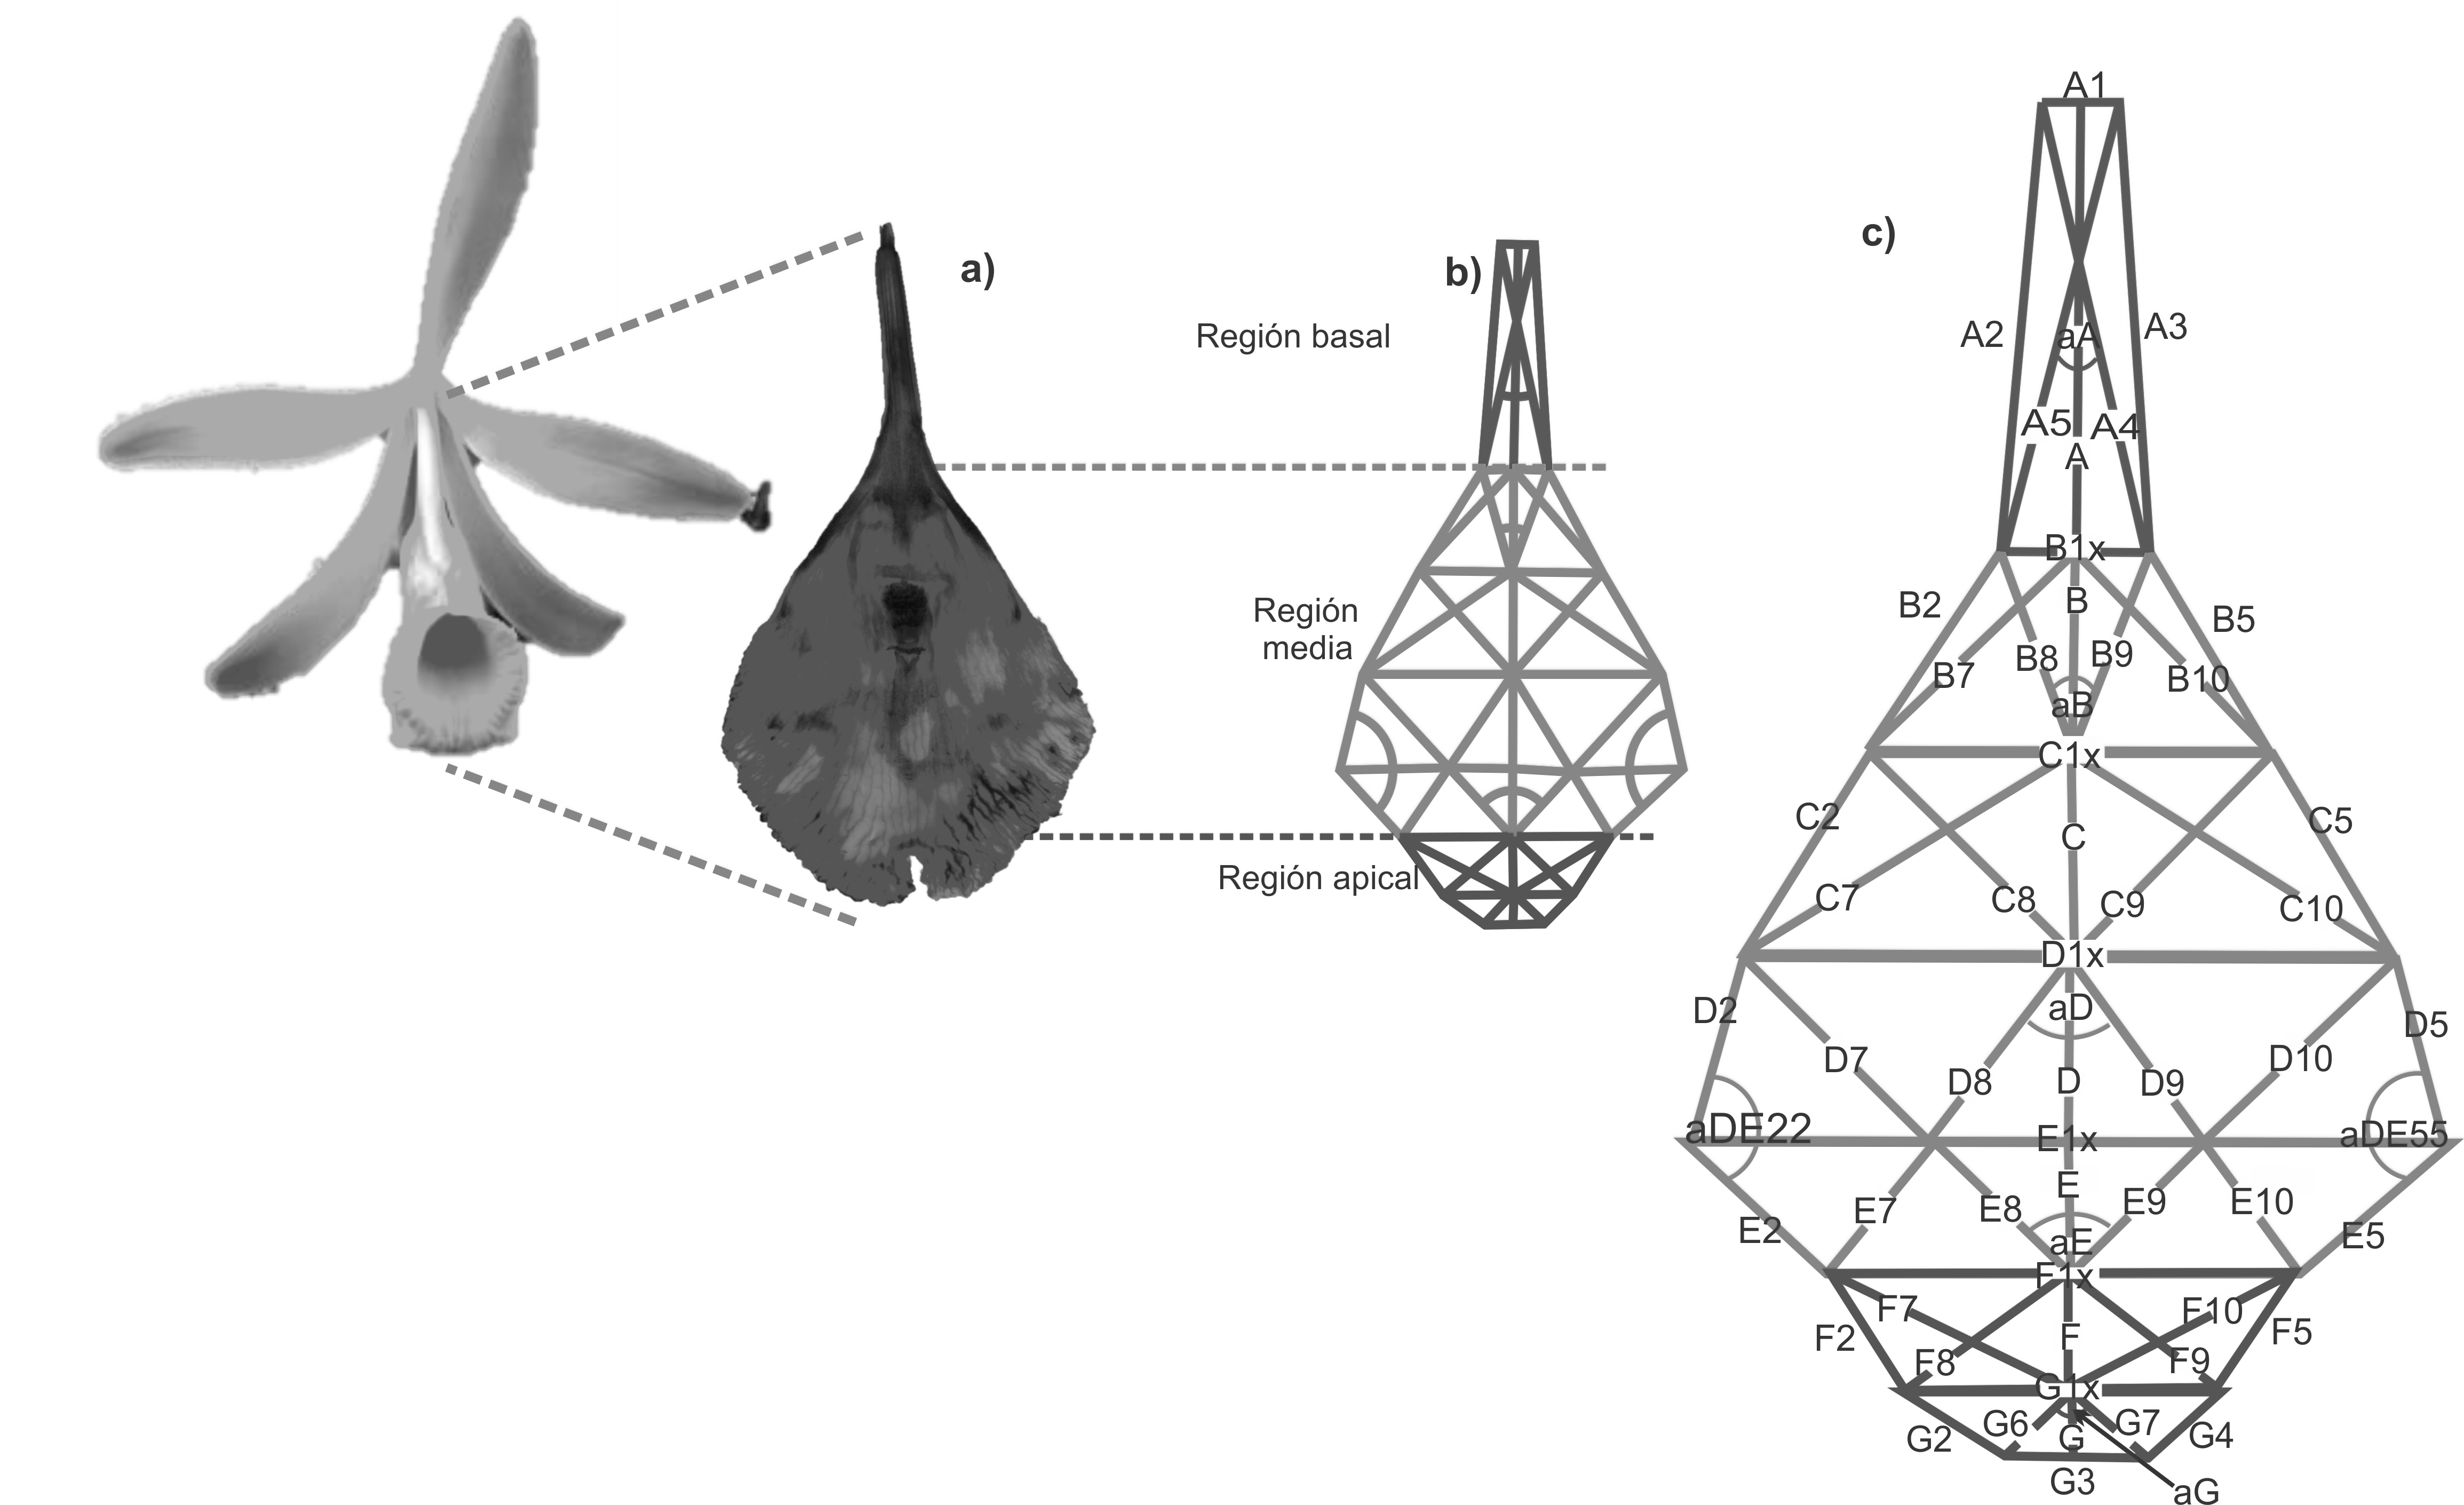 a)
Región basal
Región
media
Región apical
b)
c)
A1
A2
aA
A3
A5
A4
A
B1x
B2
B
B5
B7
B8
B9
B10
aB
C1x
C2
C5
C
C7
C8
C9
C10
D1x
D2
aD
D5
D7
D8
D
D9
D10
aDE22
E1x
aDE55
E
E2
E7
E8
E9
E10
E5
aE
F1x
F7
F10
F2
F
F5
F8
F9
G1x
G6
G7
G2
G
G4
G3
aG